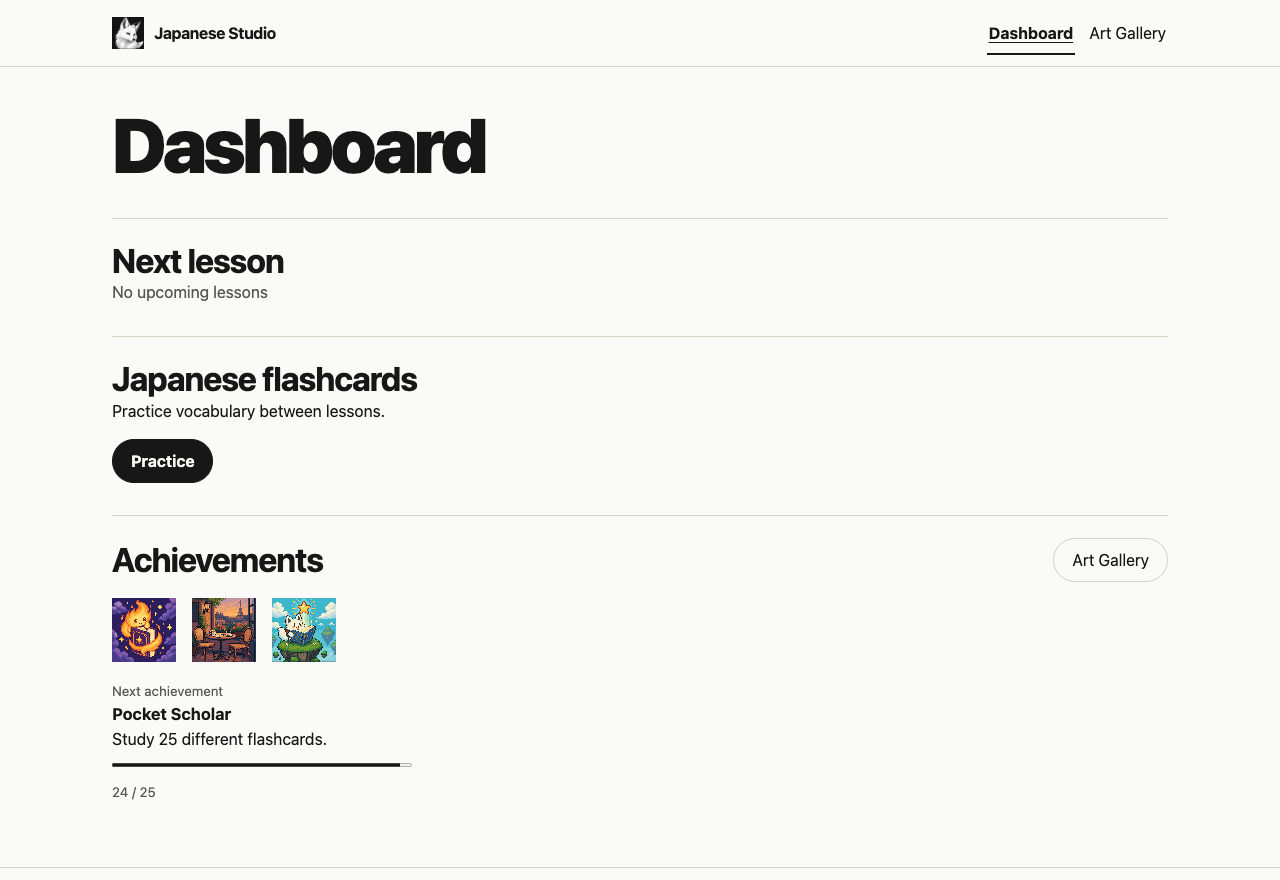 Japanese Studio
Dashboard
Art Gallery
Dashboard
Next lesson
No upcoming lessons
Japanese flashcards
Practice vocabulary between lessons.
Practice
Achievements
Art Gallery
Next achievement
Pocket Scholar
Study 25 different flashcards.
24 / 25